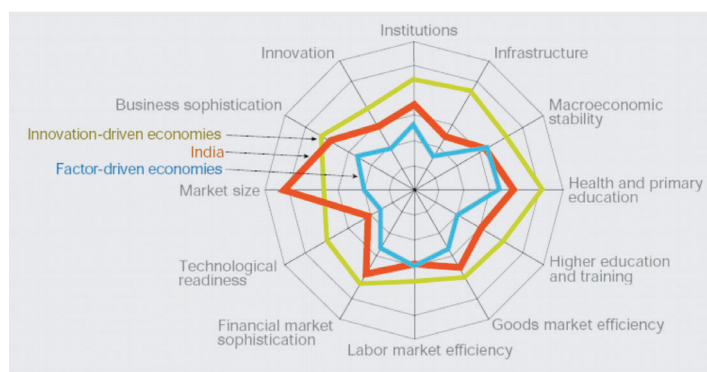 Institutions
Innovation
Infrastructure
Business sophistication
Macroeconomic
stability
Innovation-driven economies
India
Factor-driven economies
Market size
Health and primary
education
Technological
readiness
Higher education
and training
Financial market
sophistication
Goods market efficiency
Labor market efficiency